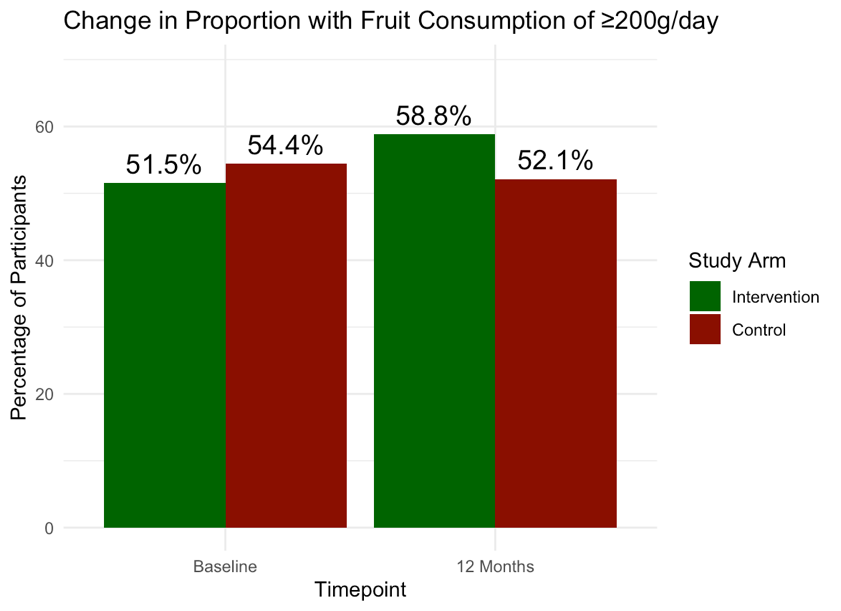 Change in Proportion with Fruit Consumption of ≥200g/day
Percentage of Participants
60
40
20
0
51.5%
54.4%
58.8%
52.1%
Baseline
12 Months
Timepoint
Study Arm
Intervention
Control